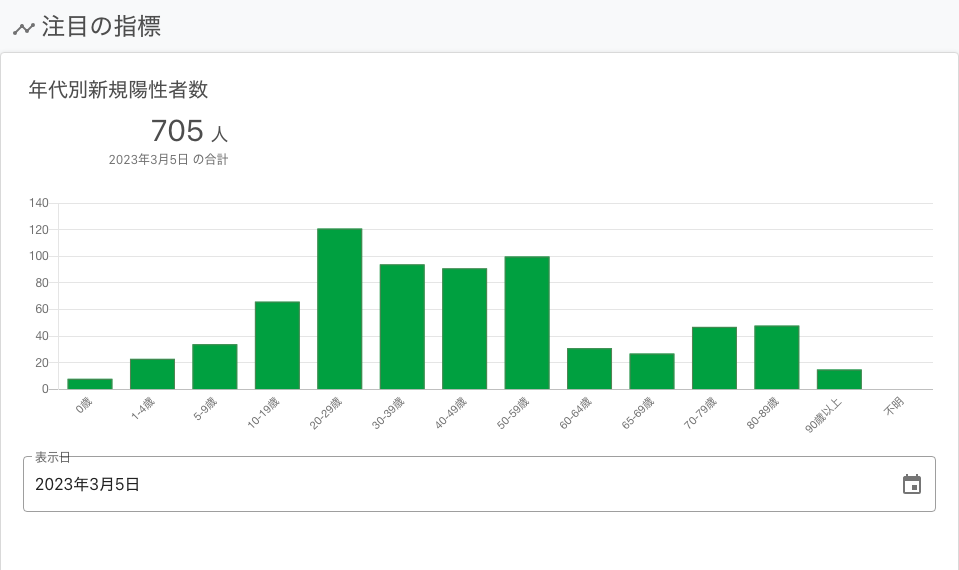 注目の指標
年代別新規陽性者数
705 人
2023年3月5日 の合計
140
120
100
80
60
40
20
0
0歳
1-4歳
5-9歳
10-19歳
20-29歳
30-39歳
40-49歳
50-59歳
60-64歳
65-69歳
70-79歳
80-89歳
90歳以上
不明
表示日
2023年3月5日